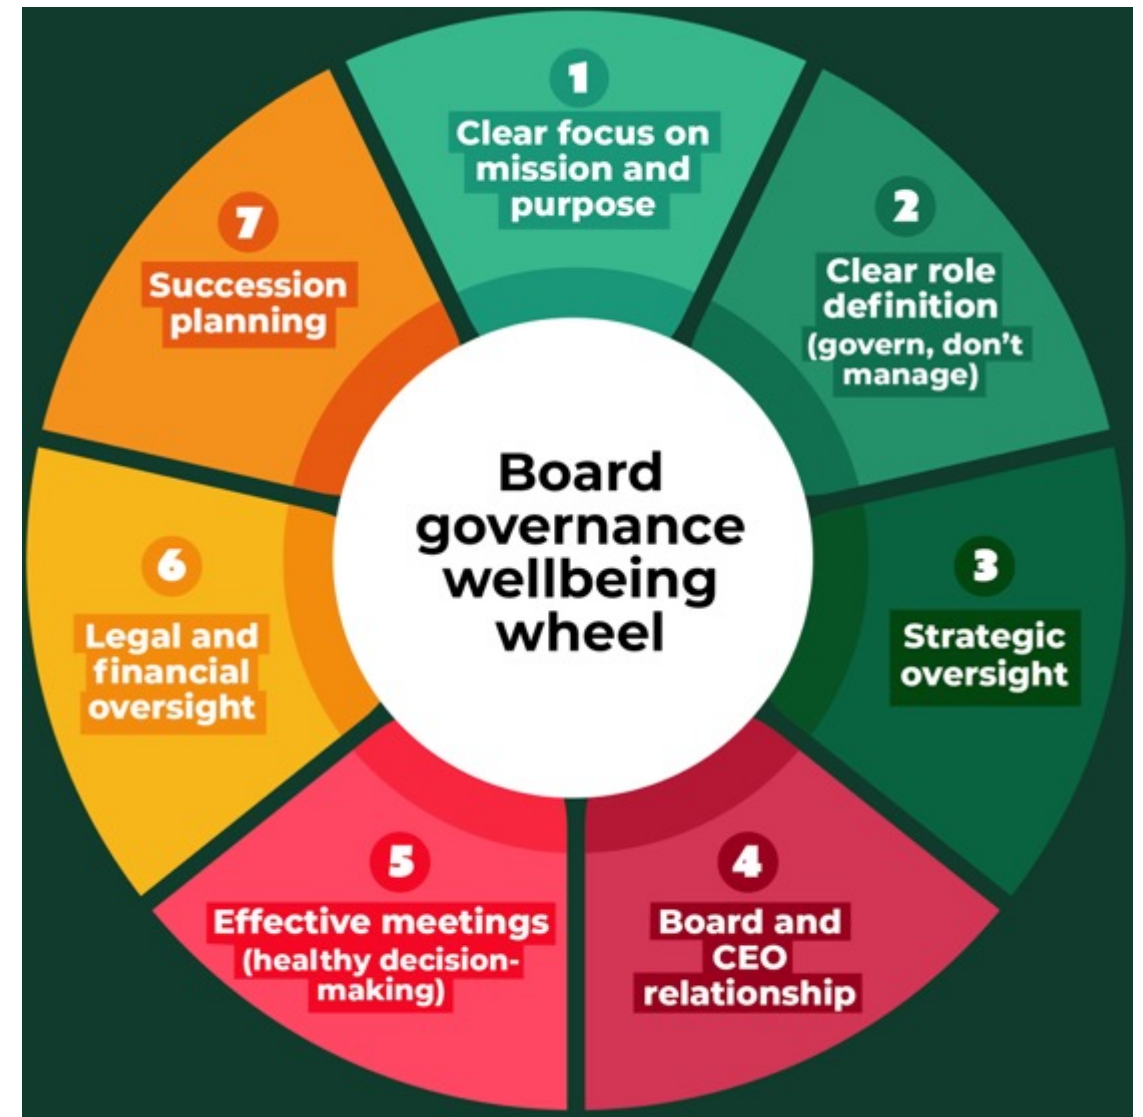 1
Clear focus on
mission and
purpose
2
Clear role
definition
(govern, don’t
manage)
3
Strategic
oversight
4
Board and
CEO
relationship
5
Effective meetings
(healthy decision-
making)
6
Legal and
financial
oversight
7
Succession
planning
Board
governance
wellbeing
wheel